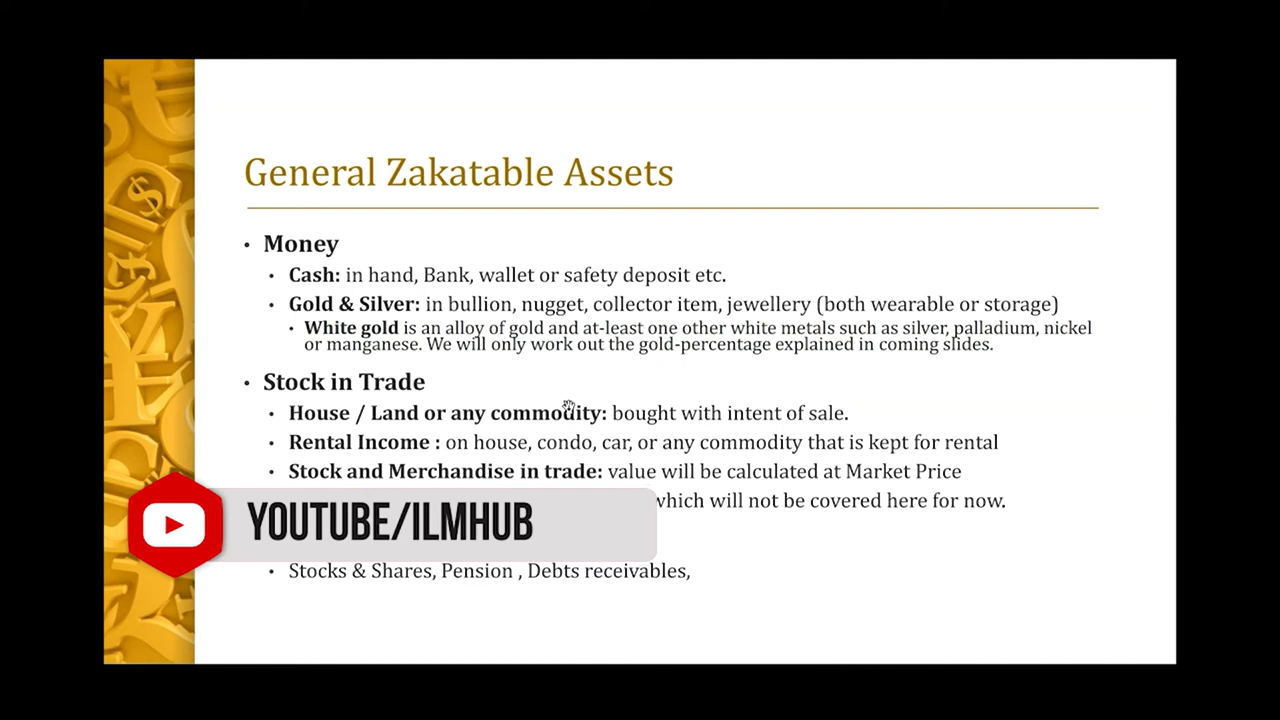 General Zakatable Assets
• Money
• Cash: in hand, Bank, wallet or safety deposit etc.
• Gold & Silver: in bullion, nugget, collector item, jewellery (both wearable or storage)
• White gold is an alloy of gold and at-least one other white metals such as silver, palladium, nickel
or manganese. We will only work out the gold-percentage explained in coming slides.
• Stock in Trade
• House / Land or any commodity: bought with intent of sale.
• Rental Income : on house, condo, car, or any commodity that is kept for rental
• Stock and Merchandise in trade: value will be calculated at Market Price
which will not be covered here for now.
YOUTUBE/ILMHUB
• Stocks & Shares, Pension , Debts receivables,